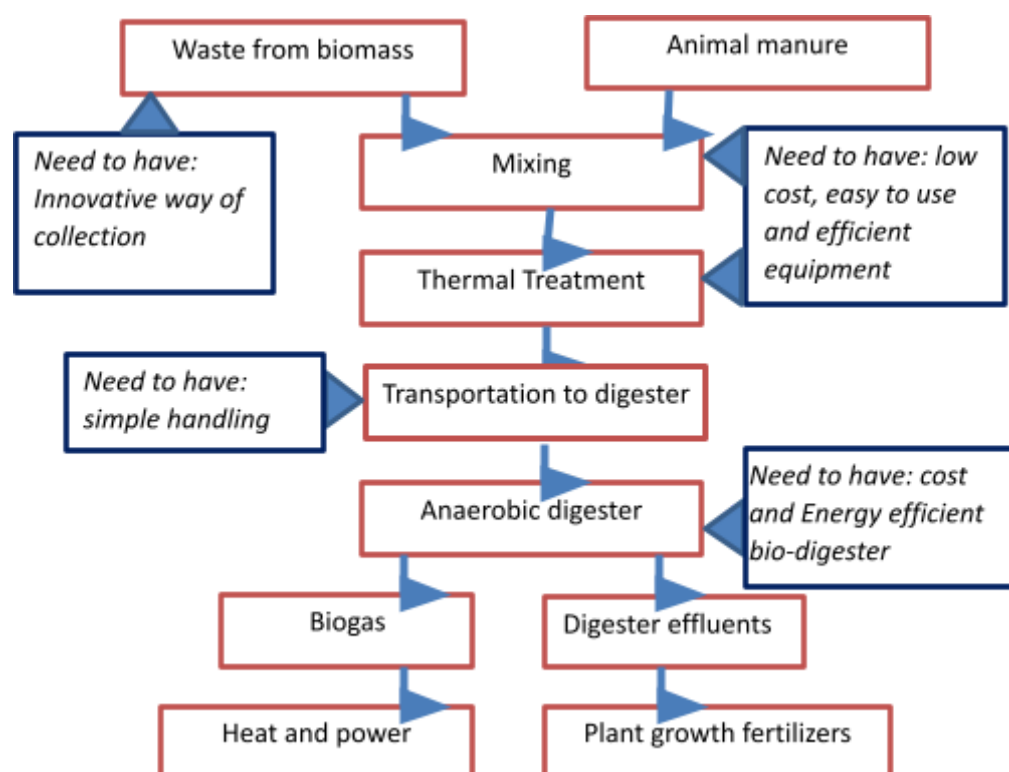 Waste from biomass
Animal manure
Need to have:
Innovative way of
collection
Mixing
Need to have: low
cost, easy to use
and efficient
equipment
Thermal Treatment
Need to have:
simple handling
Transportation to digester
Anaerobic digester
Need to have: cost
and Energy efficient
bio-digester
Biogas
Digester effluents
Heat and power
Plant growth fertilizers